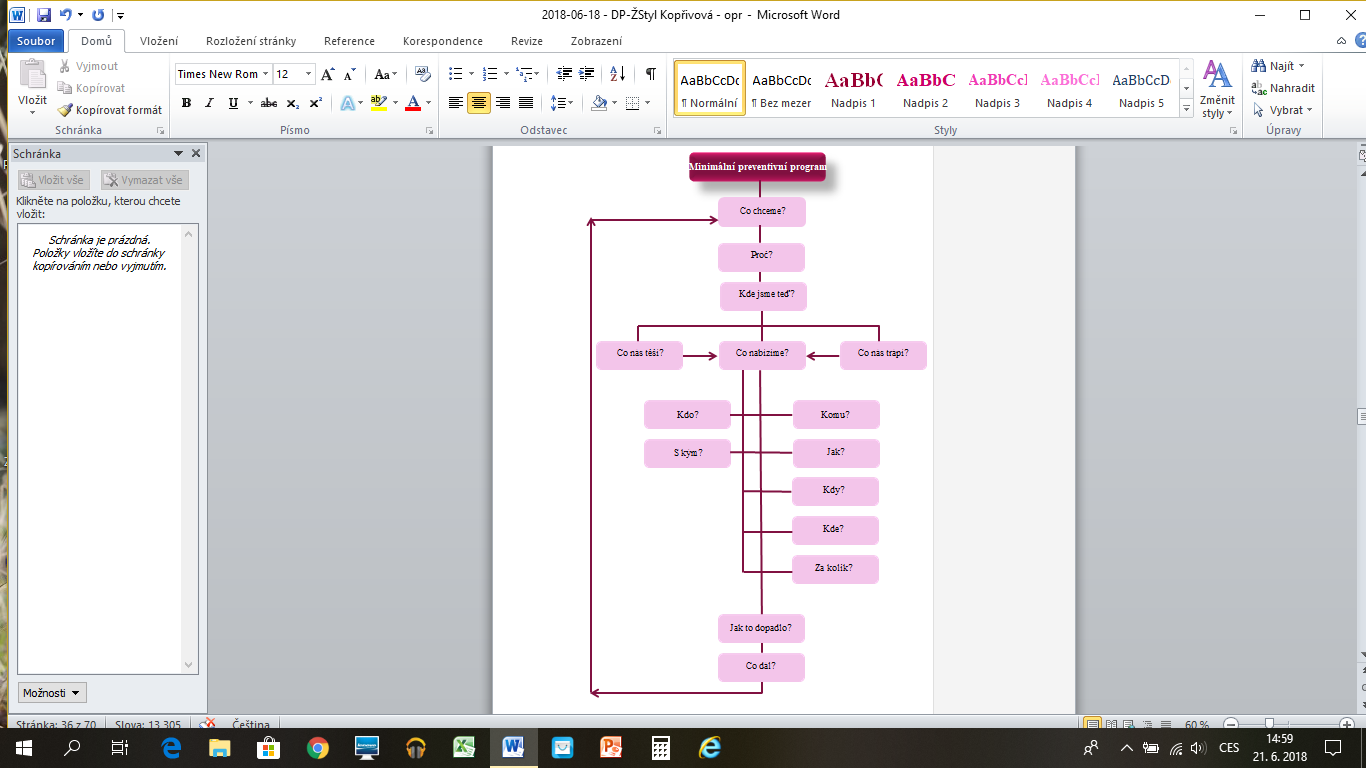 2018-06-18 - DP-ŽStyl Kopřivová - opr - Microsoft Word
Soubor Domů Vložení Rozložení stránky Reference Korespondence Revize Zobrazení
Vložit
Vyjmout
Kopírovat
Kopírovat formát
Schránka
Times New Rom 12
Písmo
Odstavec
AaBbCcDc AaBbCcDc AaBbC AaBbC AaBbCcI AaBbCcI AaBbCcD
¶ Normální ¶ Bez mezer Nadpis 1 Nadpis 2 Nadpis 3 Nadpis 4 Nadpis 5
Změnit styly
Styly
Najít
Nahradit
Vybrat
Úpravy
Schránka
Vložit vše Vymazat vše
Klikněte na položku, kterou chcete
vložit:
Schránka je prázdná.
Položky vložíte do schránky
kopírováním nebo vyjmutím.
Možnosti
Minimální preventivní program
Co chceme?
Proč?
Kde jsme teď?
Co nas těší? Co nabízíme? Co nas trapí?
Kdo? Komu?
S kým? Jak?
Kdy?
Kde?
Za kolik?
Jak to dopadlo?
Co dal?
Stránka: 36 z 70 Slova: 13 305 Čeština 60 %
CES
14:59
21. 6. 2018